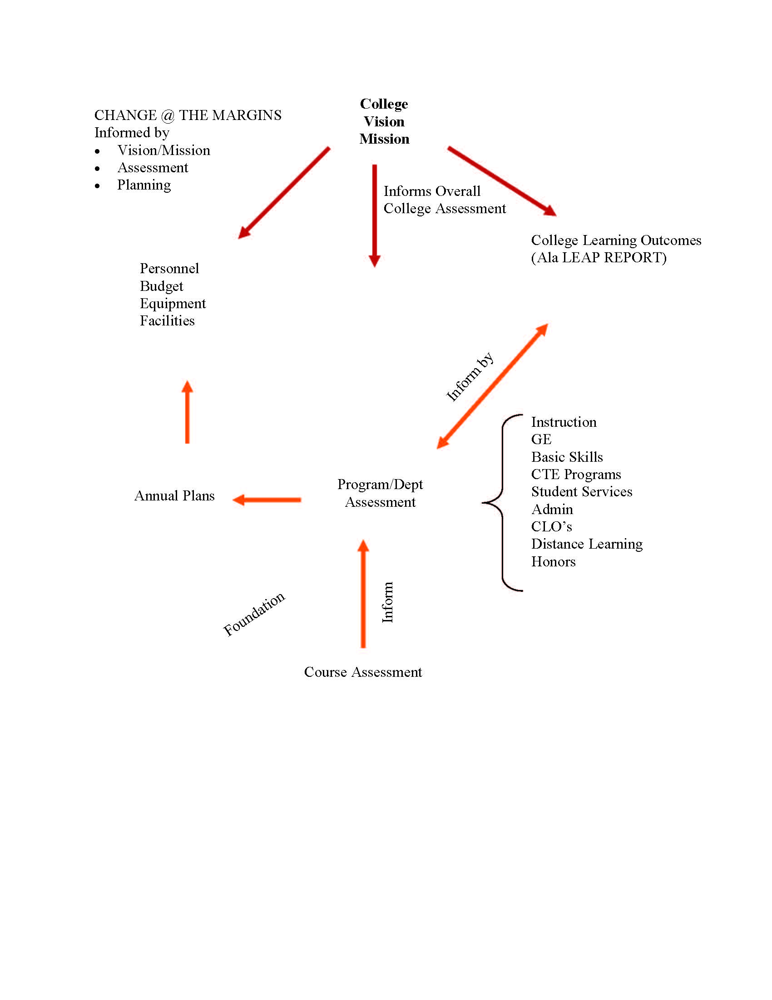 College
Vision
Mission
CHANGE @ THE MARGINS
Informed by
• Vision/Mission
• Assessment
• Planning
Informs Overall
College Assessment
College Learning Outcomes
(Ala LEAP REPORT)
Personnel
Budget
Equipment
Facilities
Inform by
Instruction
GE
Basic Skills
CTE Programs
Student Services
Admin
CLO’s
Distance Learning
Honors
Program/Dept
Assessment
Annual Plans
Foundation
Inform
Course Assessment